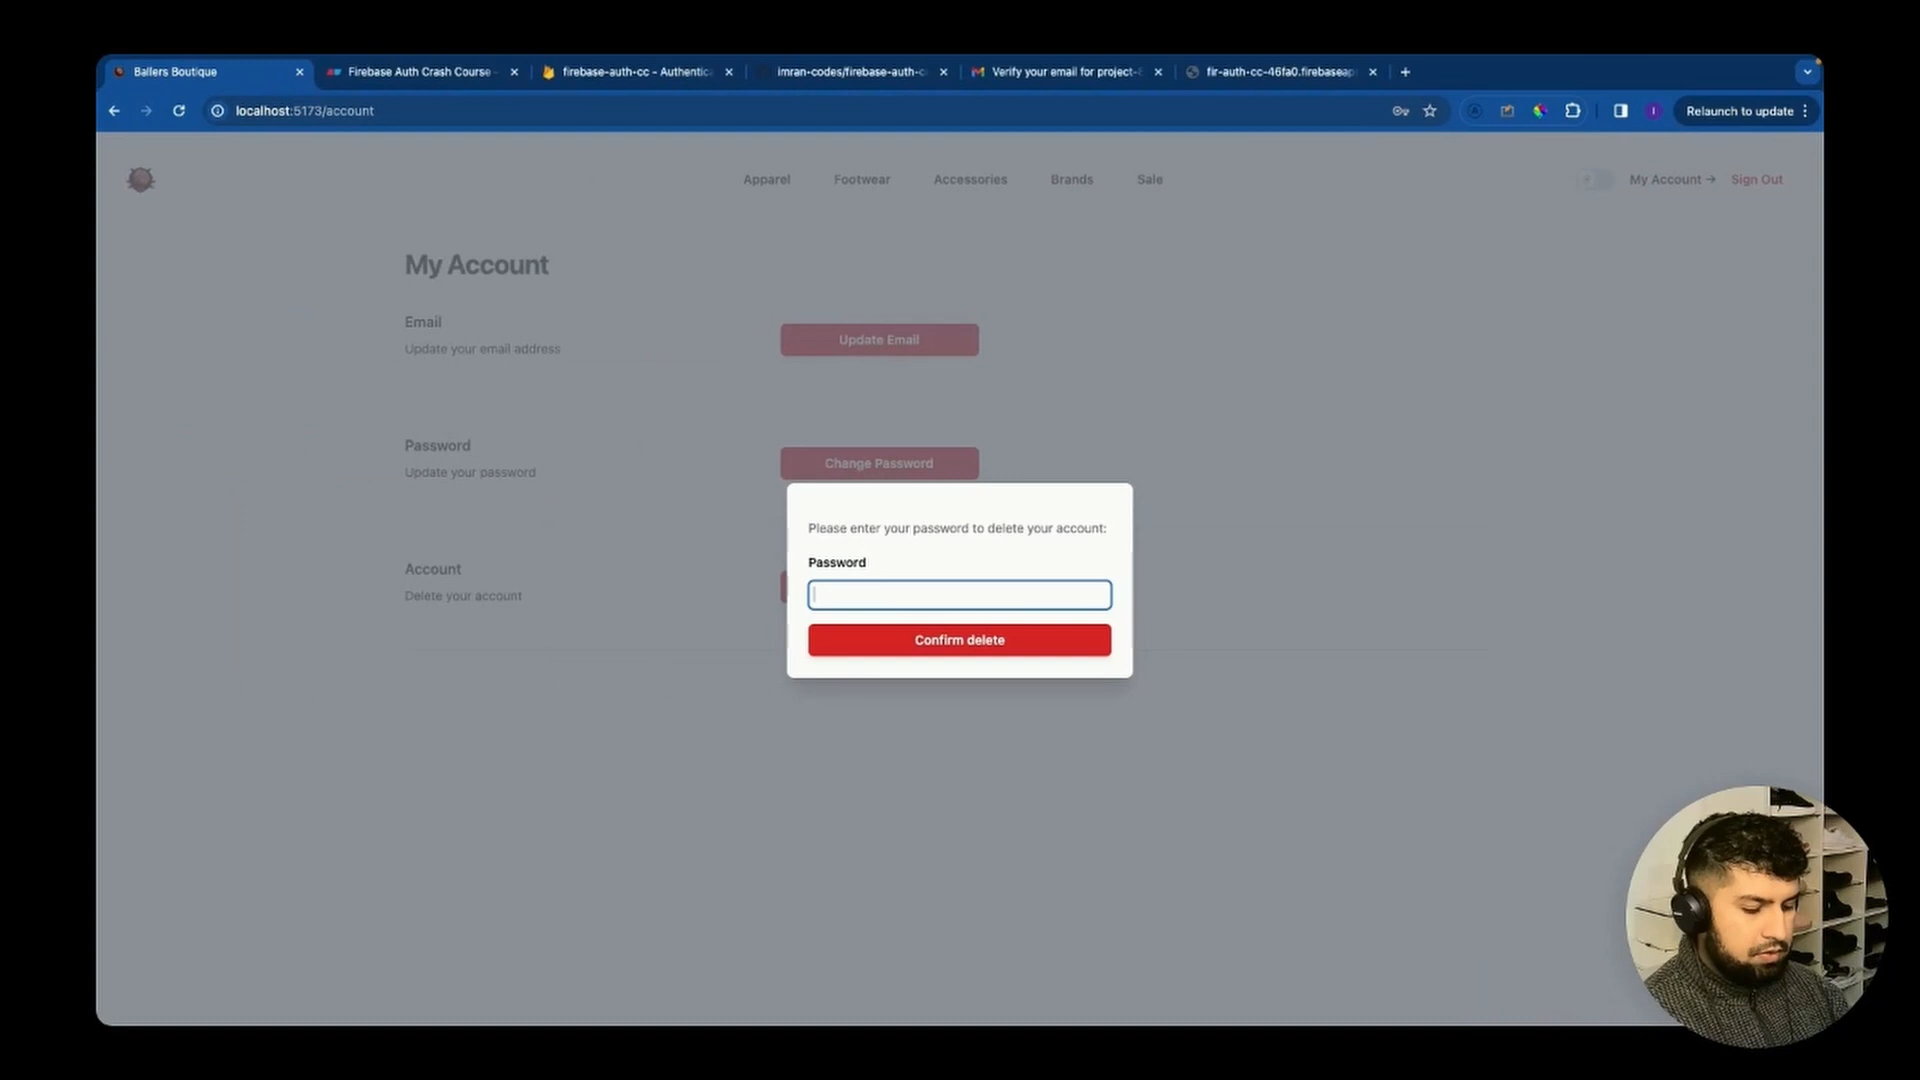 Ballers Boutique
Firebase Auth Crash Course -
firebase-auth-cc - Authentic
imran-codes/firebase-auth-c
Verify your email for project-
fir-auth-cc-46fa0.firebaseap
localhost:5173/account
Relaunch to update
Apparel
Footwear
Accessories
Brands
Sale
My Account →
Sign Out
My Account
Email
Update your email address
Update Email
Password
Update your password
Change Password
Account
Delete your account
Please enter your password to delete your account:
Password
Confirm delete